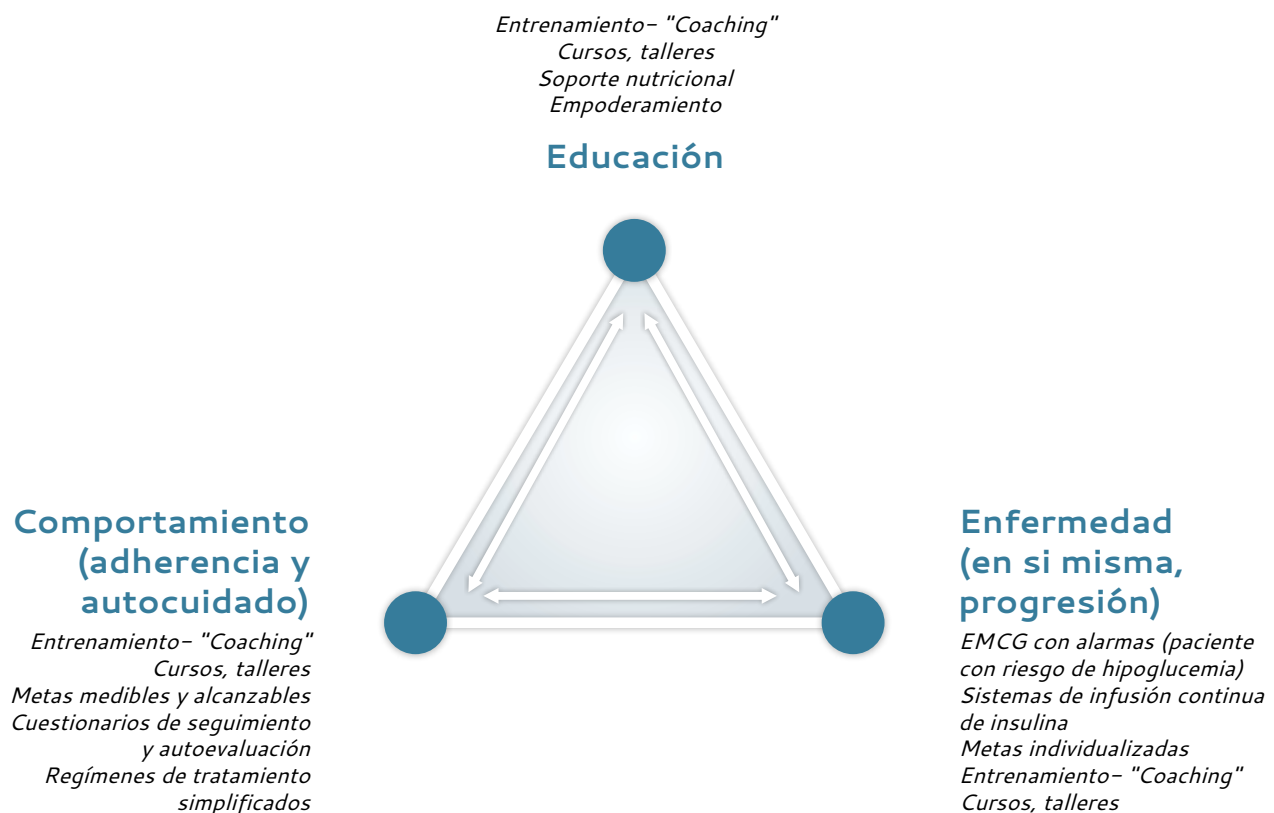 Entrenamiento- "Coaching"
Cursos, talleres
Soporte nutricional
Empoderamiento
Educación
Comportamiento
(adherencia y
autocuidado)
Entrenamiento- "Coaching"
Cursos, talleres
Metas medibles y alcanzables
Cuestionarios de seguimiento
y autoevaluación
Regímenes de tratamiento
simplificados
Enfermedad
(en si misma,
progresión)
EMCG con alarmas (paciente
con riesgo de hipoglucemia)
Sistemas de infusión continua
de insulina
Metas individualizadas
Entrenamiento- "Coaching"
Cursos, talleres